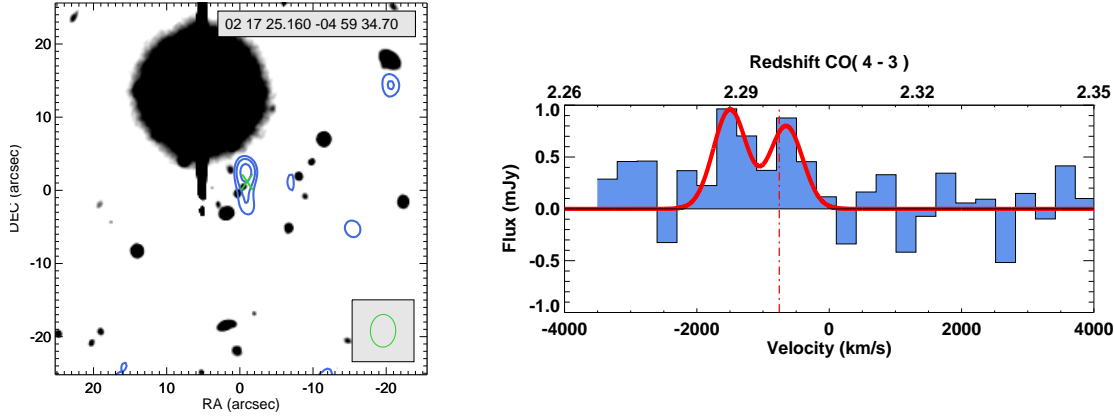 02 17 25.160 -04 59 34.70
20
10
0
-10
-20
DEC (arcsec)
20 10 0 -10 -20
RA (arcsec)
Redshift CO( 4 - 3 )
2.26 2.29 2.32 2.35
1.0
0.5
0.0
-0.5
-1.0
Flux (mJy)
-4000 -2000 0 2000 4000
Velocity (km/s)